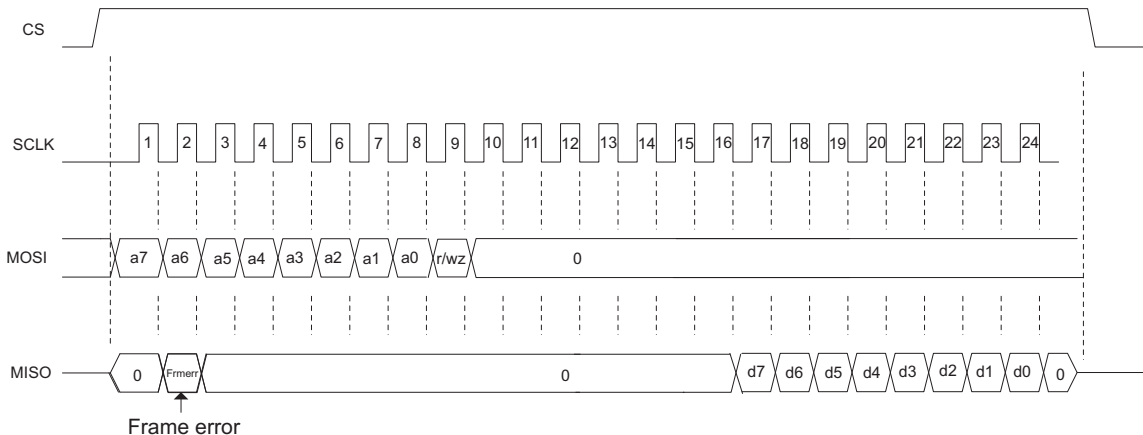 CS
SCLK 1 2 3 4 5 6 7 8 9 10 11 12 13 14 15 16 17 18 19 20 21 22 23 24
MOSI a7 a6 a5 a4 a3 a2 a1 a0 r/wz 0
MISO 0 Frmerr 0 d7 d6 d5 d4 d3 d2 d1 d0 0
Frame error